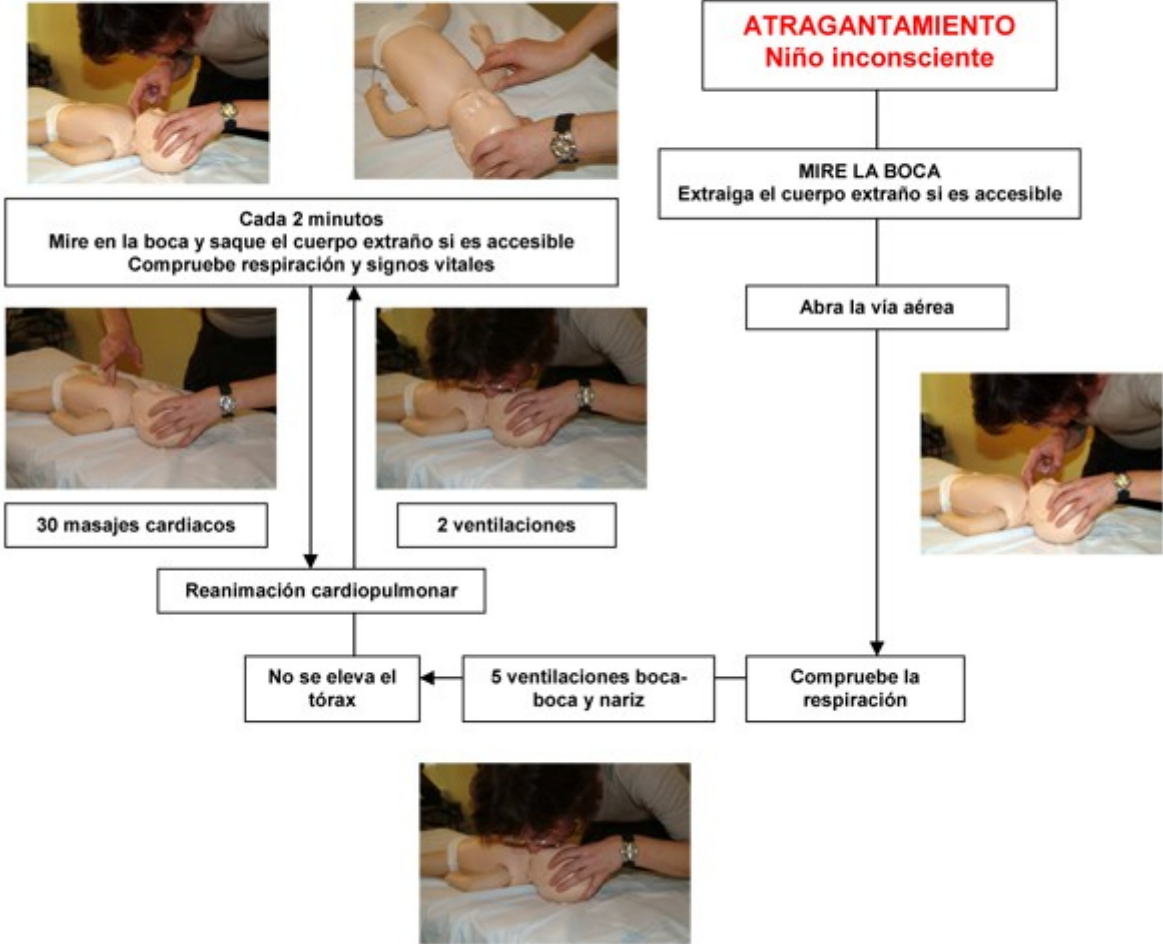 ATRAGANTAMIENTO
Niño inconsciente
MIRE LA BOCA
Extraiga el cuerpo extraño si es accesible
Abra la vía aérea
Compruebe la
respiración
5 ventilaciones boca-
boca y nariz
No se eleva el
tórax
Reanimación cardiopulmonar
30 masajes cardiacos
2 ventilaciones
Cada 2 minutos
Mire en la boca y saque el cuerpo extraño si es accesible
Compruebe respiración y signos vitales